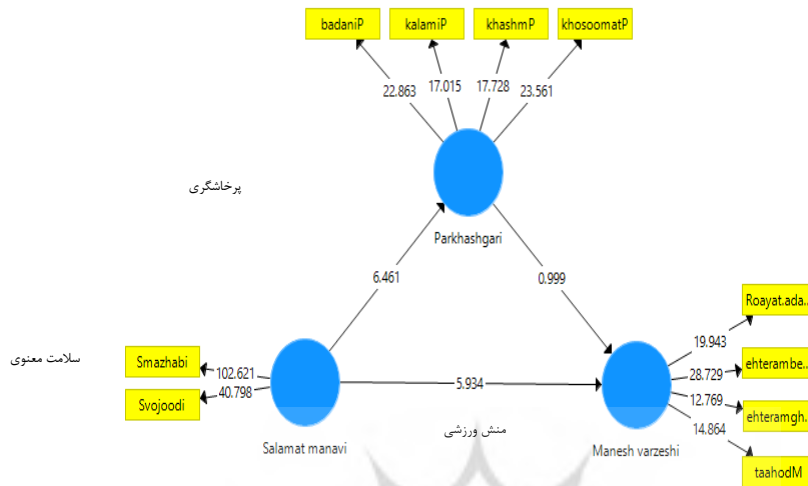 badaniP
kalamiP
khashmP
khosoomatP
22.863
17.015
17.728
23.561
پرخاشگری
Parkhashgari
6.461
0.999
Roayat.ada..
19.943
سلامت معنوی
Smazhabi
102.621
ehterambe..
28.729
5.934
40.798
Svojoodi
12.769
ehteramgh..
14.864
منش ورزشی
Salamat manavi
Manesh varzeshi
taahodM